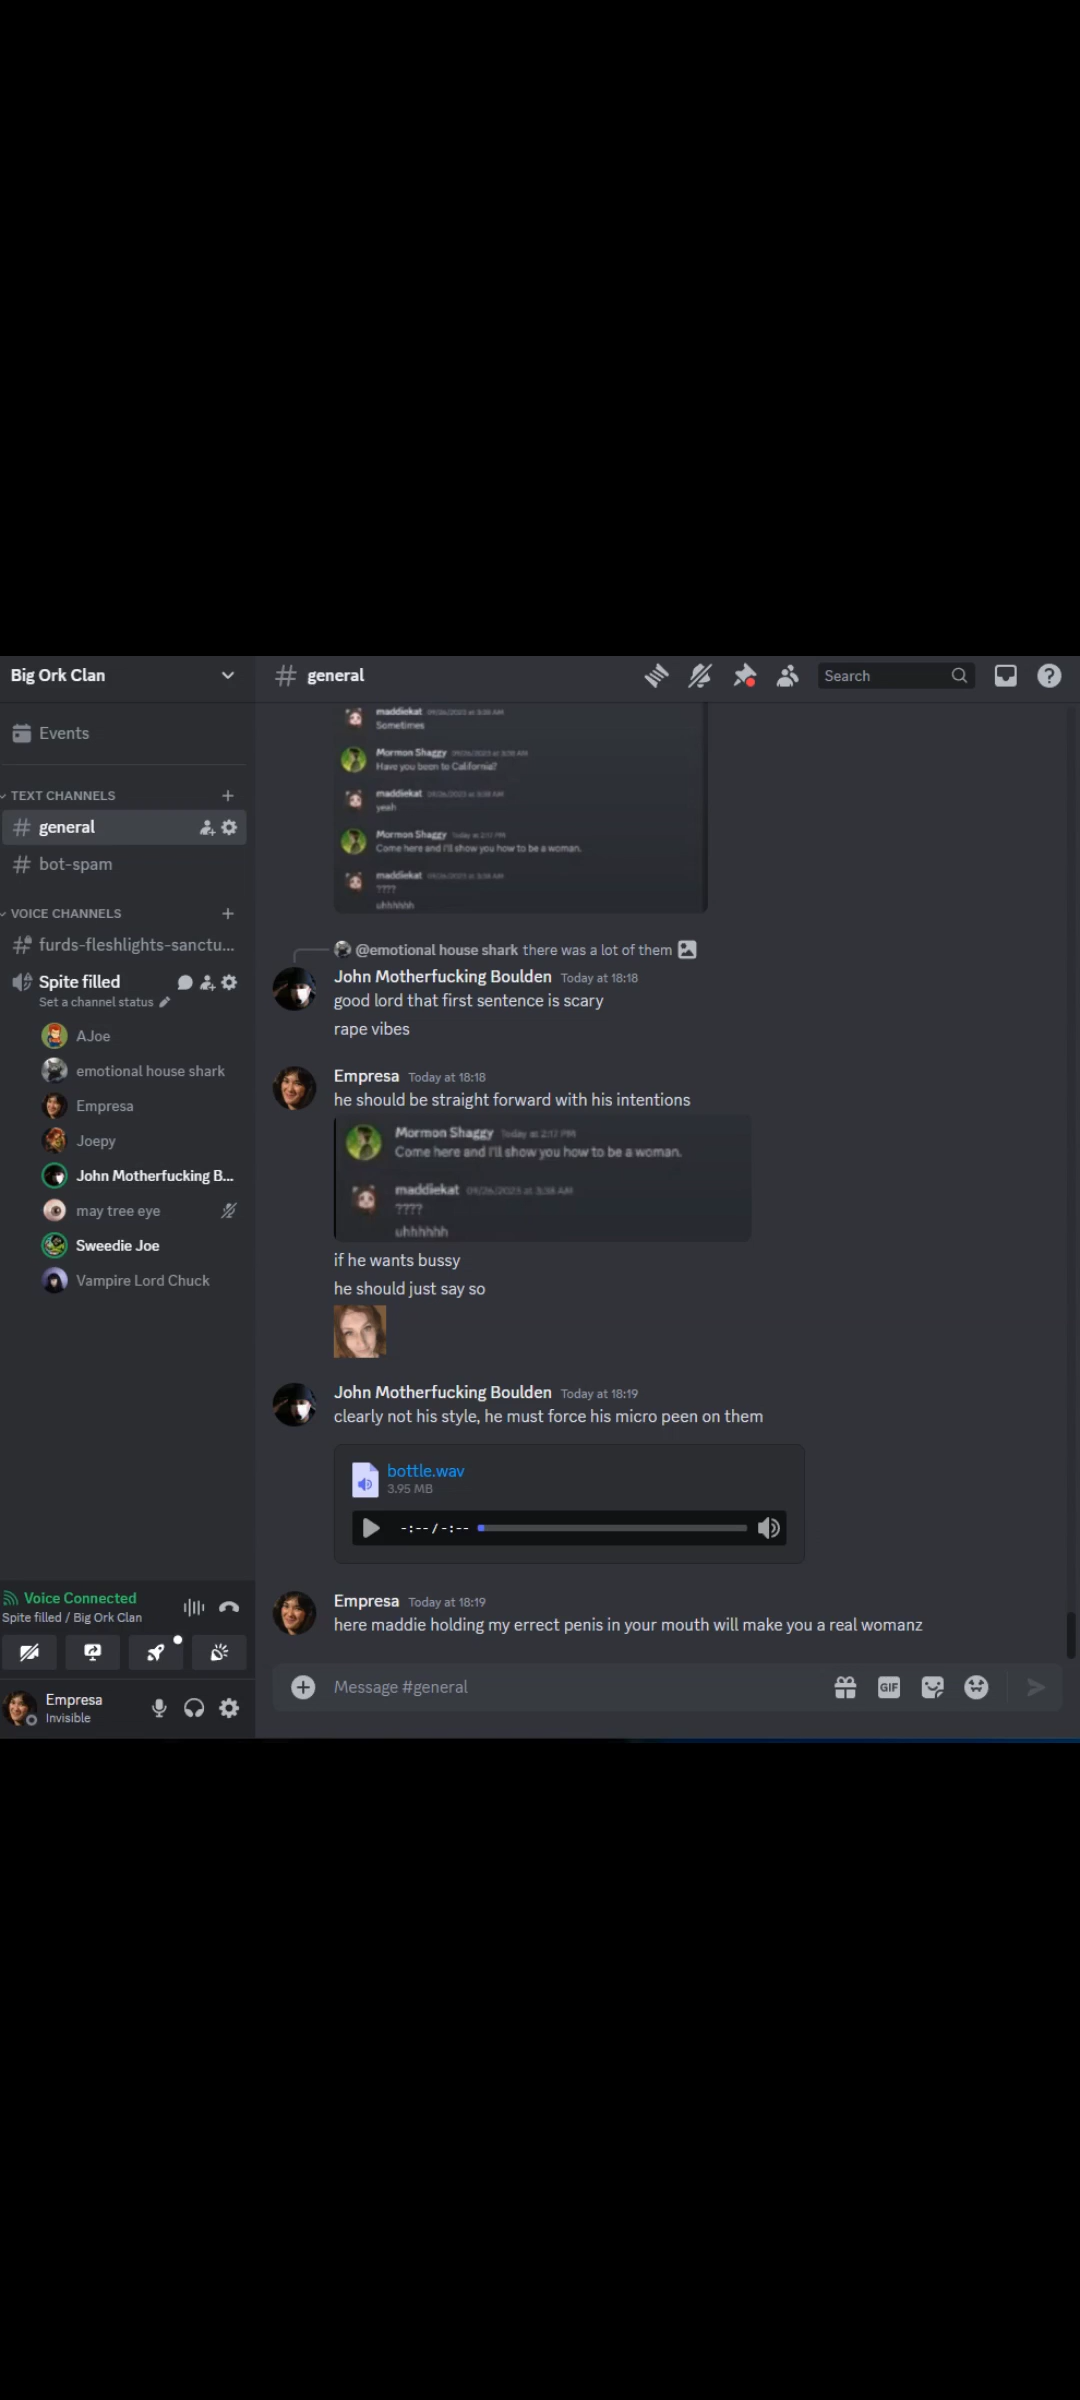 Big Ork Clan
general
Search
Events
TEXT CHANNELS
general
bot-spam
VOICE CHANNELS
furds-fleshlights-sanctu...
Spite filled
Set a channel status
AJoe
emotional house shark
Empresa
Joepy
John Motherfucking B...
may tree eye
Sweedie Joe
Vampire Lord Chuck
Voice Connected
Spite filled / Big Ork Clan
Empresa
Invisible
maddiekat 09/26/2023 at 3:38 AM
Sometimes
Mormon Shaggy 09/26/2023 at 3:38 AM
Have you been to California?
maddiekat 09/26/2023 at 3:38 AM
yeah
Mormon Shaggy Today at 2:17 PM
Come here and I'll show you how to be a woman.
maddiekat 09/26/2023 at 3:38 AM
????
uhhhhhh
@emotional house shark there was a lot of them
John Motherfucking Boulden Today at 18:18
good lord that first sentence is scary
rape vibes
Empresa Today at 18:18
he should be straight forward with his intentions
Mormon Shaggy Today at 2:17 PM
Come here and I'll show you how to be a woman.
maddiekat 09/26/2023 at 3:38 AM
????
uhhhhhh
if he wants bussy
he should just say so
John Motherfucking Boulden Today at 18:19
clearly not his style, he must force his micro peen on them
bottle.wav
3.95 MB
-:-- / -:--
Empresa Today at 18:19
here maddie holding my errect penis in your mouth will make you a real womanz
Message #general
GIF